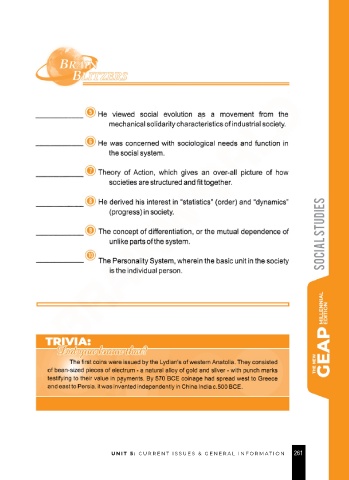 BRAIN
BLITZERS
____________ 5 He viewed social evolution as a movement from the
mechanical solidarity characteristics of industrial society.
____________ 6 He was concerned with sociological needs and function in
the social system.
____________ 7 Theory of Action, which gives an over-all picture of how
societies are structured and fit together.
____________ 8 He derived his interest in "statistics" (order) and "dynamics"
(progress) in society.
____________ 9 The concept of differentiation, or the mutual dependence of
unlike parts of the system.
____________ 10 The Personality System, wherein the basic unit in the society
is the individual person.
SOCIAL STUDIES
THE NEW
GEAP MILLENNIAL
EDITION
TRIVIA:
Did you know that?
The first coins were issued by the Lydian's of western Anatolia. They consisted
of bean-sized pieces of electrum - a natural alloy of gold and silver - with punch marks
testifying to their value in payments. By 570 BCE coinage had spread west to Greece
and east to Persia. It was invented independently in China India c.500 BCE.
UNIT 5: CURRENT ISSUES & GENERAL INFORMATION 261